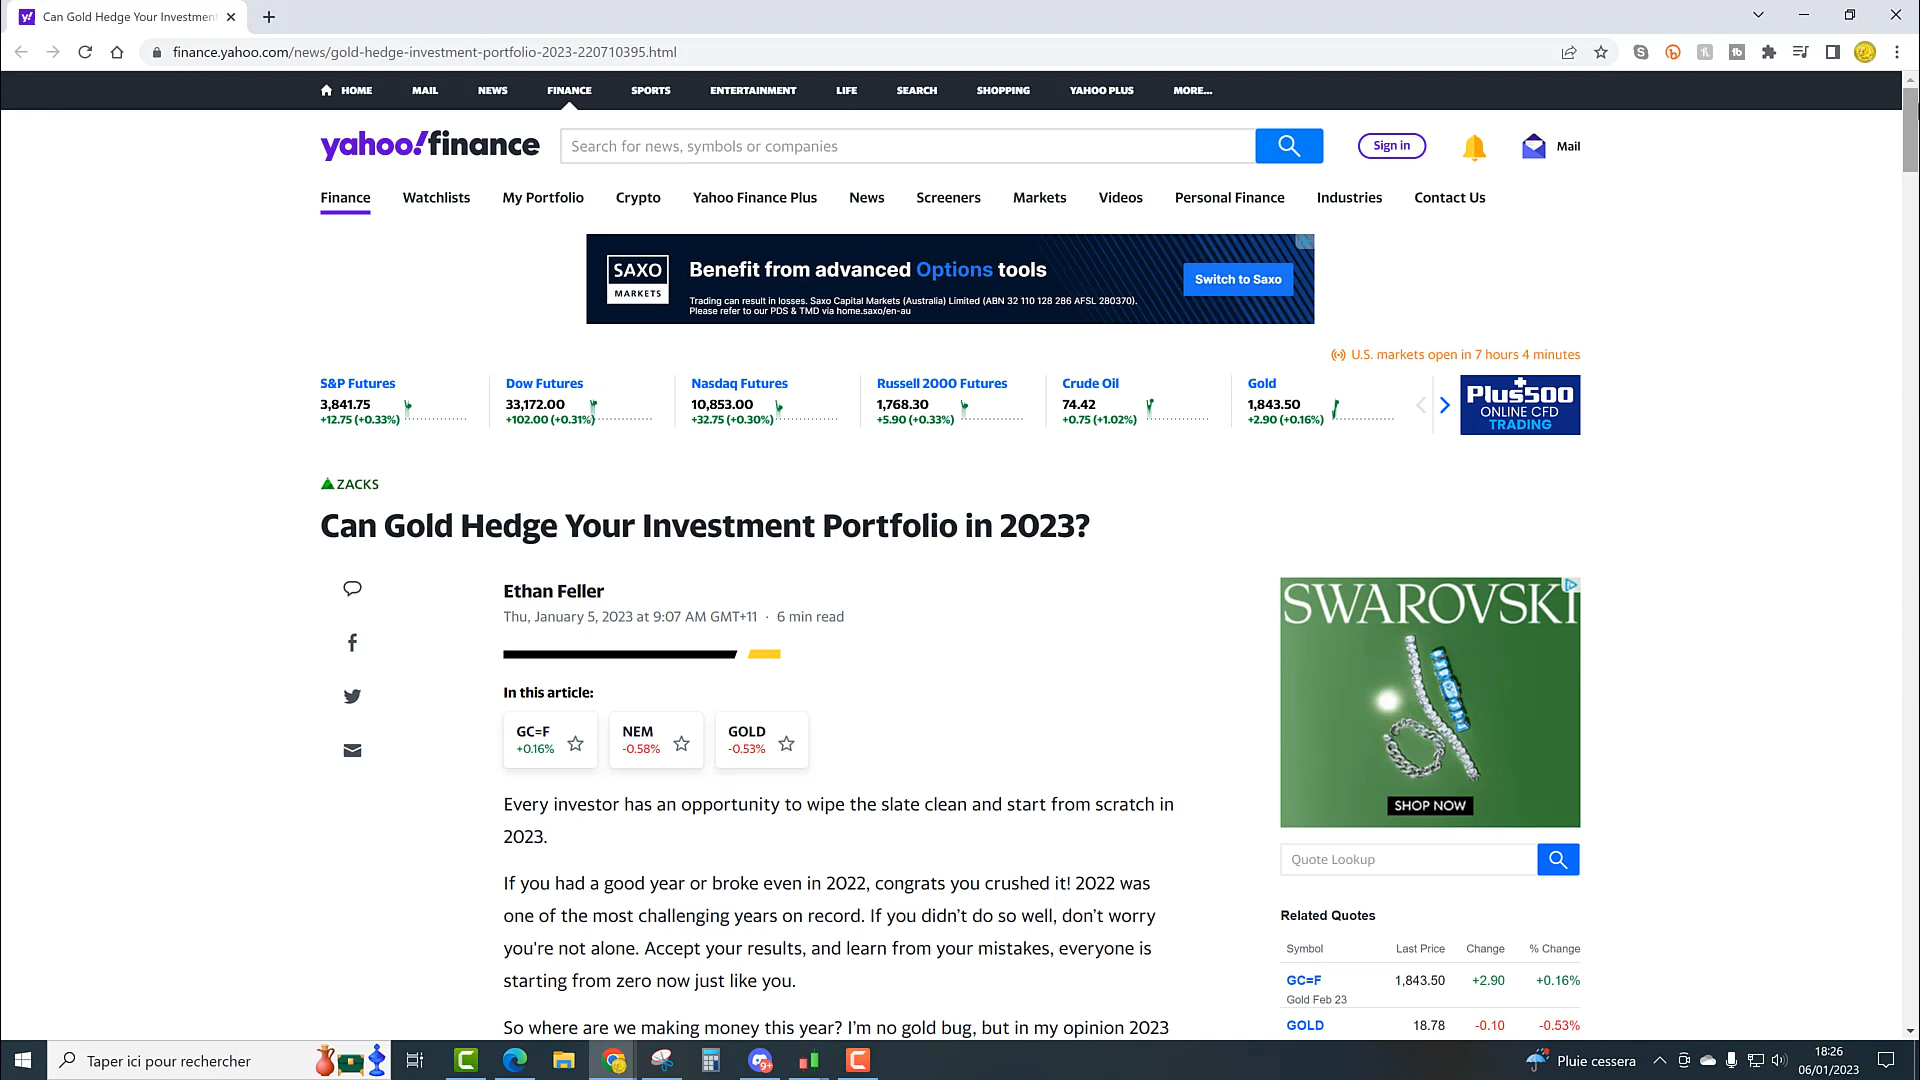 Can Gold Hedge Your Investment
finance.yahoo.com/news/gold-hedge-investment-portfolio-2023-220710395.html
HOME MAIL NEWS FINANCE SPORTS ENTERTAINMENT LIFE SEARCH SHOPPING YAHOO PLUS MORE...
yahoo!finance
Search for news, symbols or companies
Sign in
Mail
Finance Watchlists My Portfolio Crypto Yahoo Finance Plus News Screeners Markets Videos Personal Finance Industries Contact Us
SAXO
MARKETS
Benefit from advanced Options tools
Trading can result in losses. Saxo Capital Markets (Australia) Limited (ABN 32 110 128 286 AFSL 280370).
Please refer to our PDS & TMD via home.saxo/en-au
Switch to Saxo
U.S. markets open in 7 hours 4 minutes
S&P Futures Dow Futures Nasdaq Futures Russell 2000 Futures Crude Oil Gold
3,841.75 33,172.00 10,853.00 1,768.30 74.42 1,843.50
+12.75 (+0.33%) +102.00 (+0.31%) +32.75 (+0.30%) +5.90 (+0.33%) +0.75 (+1.02%) +2.90 (+0.16%)
Plus500
ONLINE CFD
TRADING
ZACKS
Can Gold Hedge Your Investment Portfolio in 2023?
Ethan Feller
Thu, January 5, 2023 at 9:07 AM GMT+11 · 6 min read
In this article:
GC=F NEM GOLD
+0.16% -0.58% -0.53%
Every investor has an opportunity to wipe the slate clean and start from scratch in
2023.
If you had a good year or broke even in 2022, congrats you crushed it! 2022 was
one of the most challenging years on record. If you didn’t do so well, don’t worry
you're not alone. Accept your results, and learn from your mistakes, everyone is
starting from zero now just like you.
So where are we making money this year? I’m no gold bug, but in my opinion 2023
SWAROVSKI
SHOP NOW
Quote Lookup
Related Quotes
Symbol Last Price Change % Change
GC=F 1,843.50 +2.90 +0.16%
Gold Feb 23
GOLD 18.78 -0.10 -0.53%
Taper ici pour rechercher
9+
Pluie cessera
18:26
06/01/2023